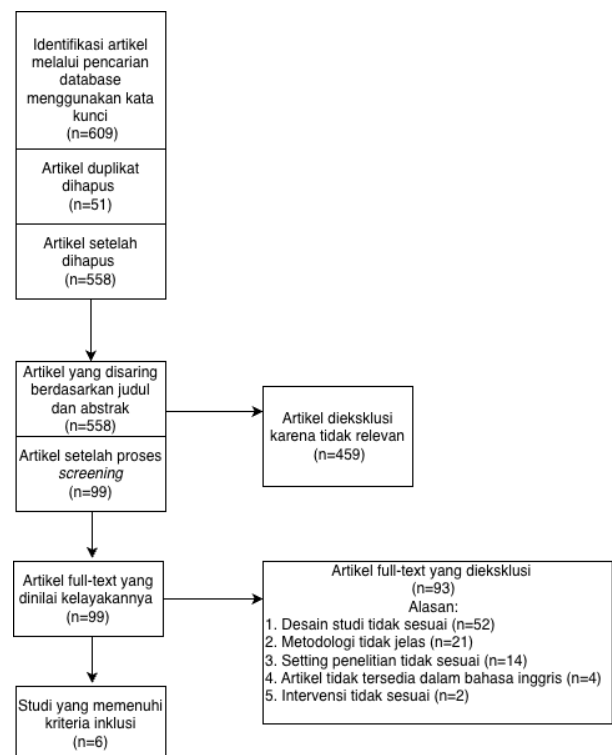 Identifikasi artikel
melalui pencarian
database
menggunakan kata
kunci
(n=609)
Artikel duplikat
dihapus
(n=51)
Artikel setelah
dihapus
(n=558)
Artikel yang disaring
berdasarkan judul
dan abstrak
(n=558)
Artikel dieksklusi
karena tidak relevan
(n=459)
Artikel setelah proses
screening
(n=99)
Artikel full-text yang
dinilai kelayakannya
(n=99)
Artikel full-text yang dieksklusi
(n=93)
Alasan:
1. Desain studi tidak sesuai (n=52)
2. Metodologi tidak jelas (n=21)
3. Setting penelitian tidak sesuai (n=14)
4. Artikel tidak tersedia dalam bahasa inggris (n=4)
5. Intervensi tidak sesuai (n=2)
Studi yang memenuhi
kriteria inklusi
(n=6)